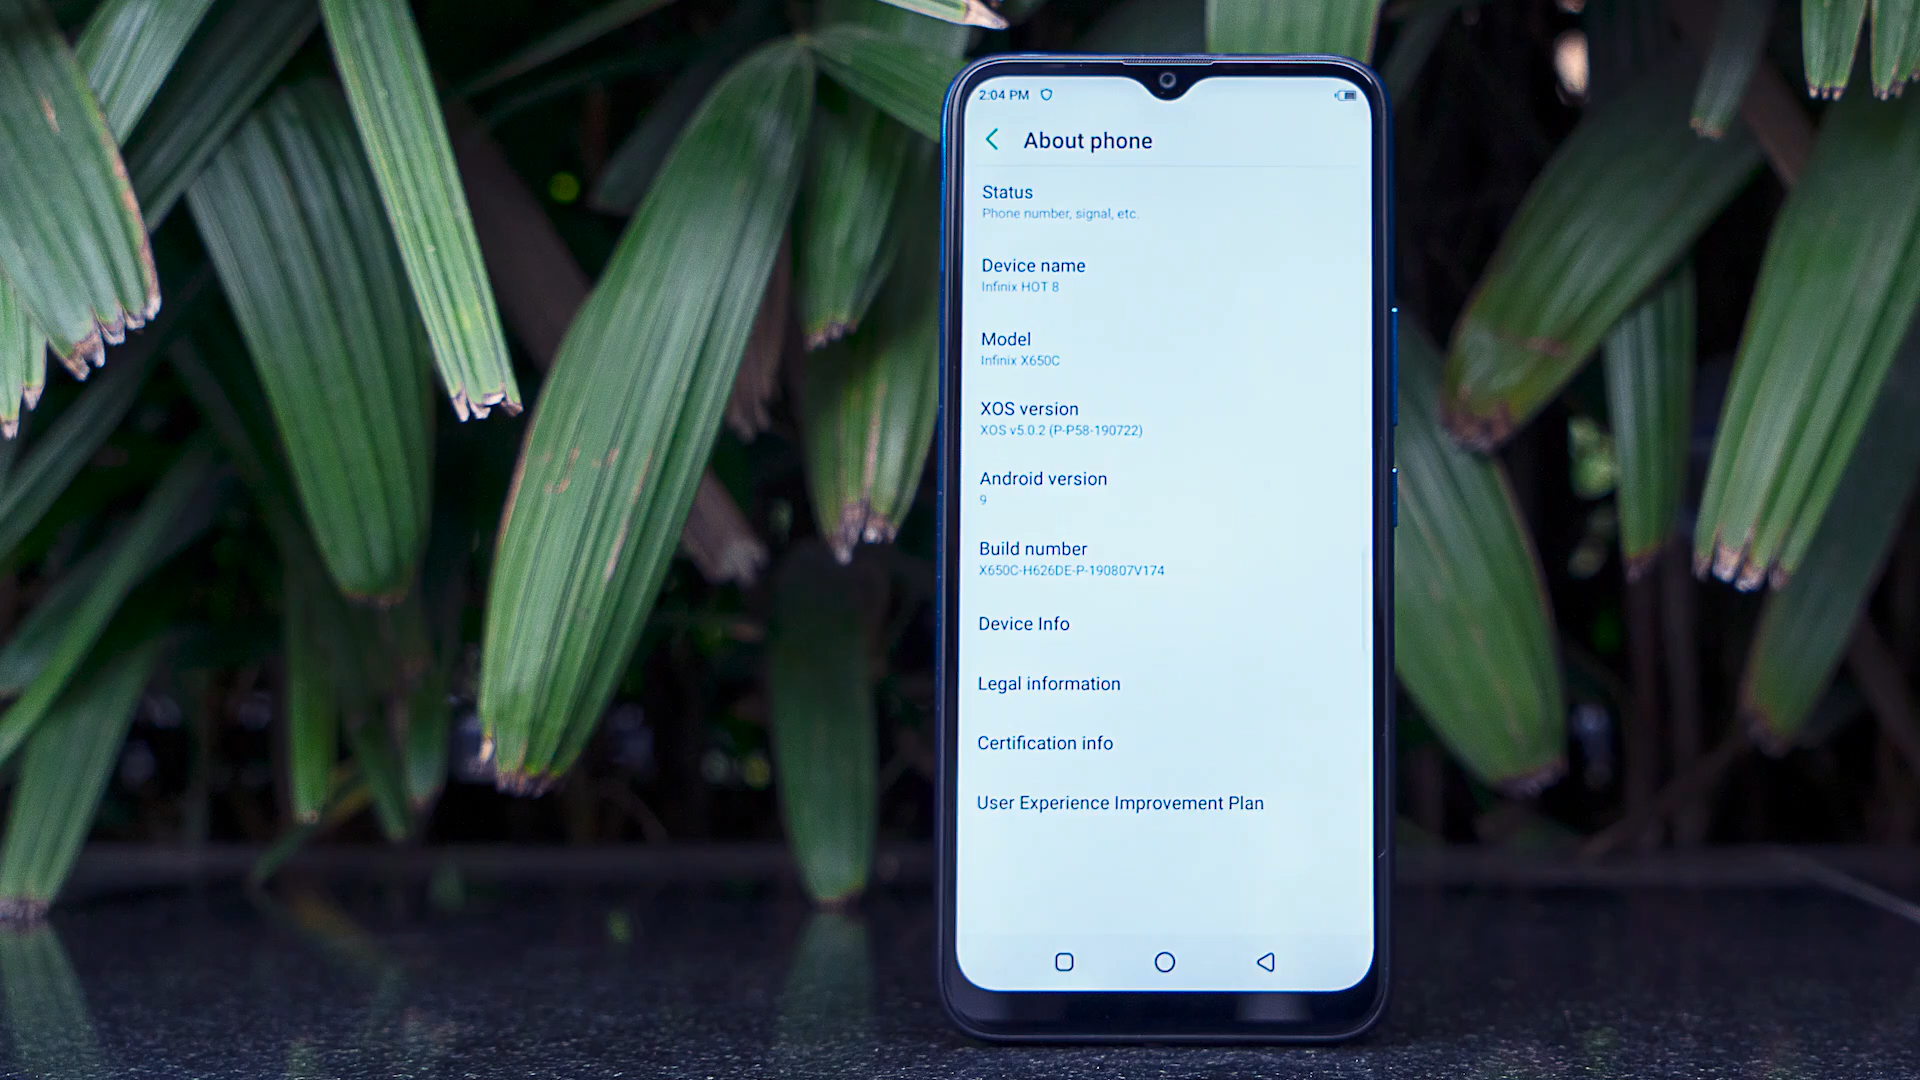 2:04 PM
About phone
Status
Phone number, signal, etc.
Device name
Infinix HOT 8
Model
Infinix X650C
XOS version
XOS v5.0.2 (P-P58-190722)
Android version
9
Build number
X650C-H626DE-P-190807V174
Device Info
Legal information
Certification info
User Experience Improvement Plan